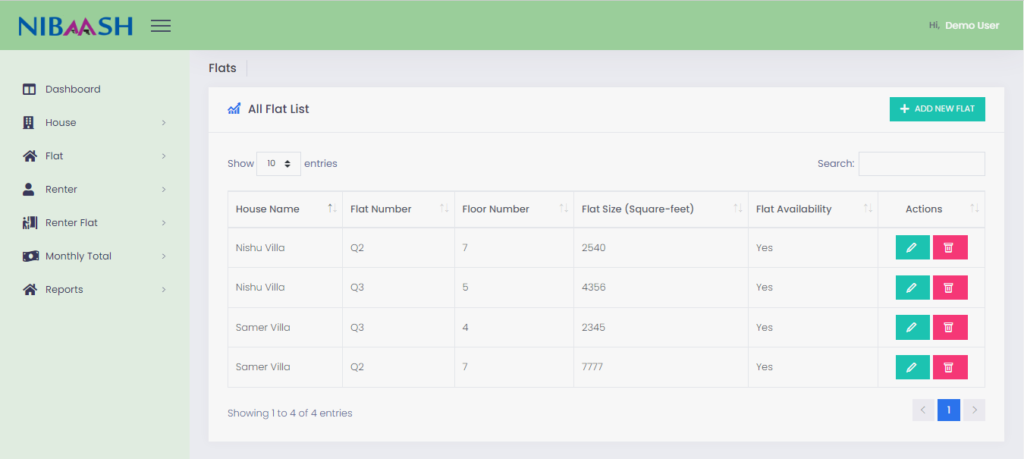 NIBAASH
Hi, Demo User
Dashboard
House
Flat
Renter
Renter Flat
Monthly Total
Reports
Flats
All Flat List
ADD NEW FLAT
Show 10 entries
Search:
House Name Flat Number Floor Number Flat Size (Square-feet) Flat Availability Actions
Nishu Villa Q2 7 2540 Yes
Nishu Villa Q3 5 4356 Yes
Samer Villa Q3 4 2345 Yes
Samer Villa Q2 7 7777 Yes
Showing 1 to 4 of 4 entries
1